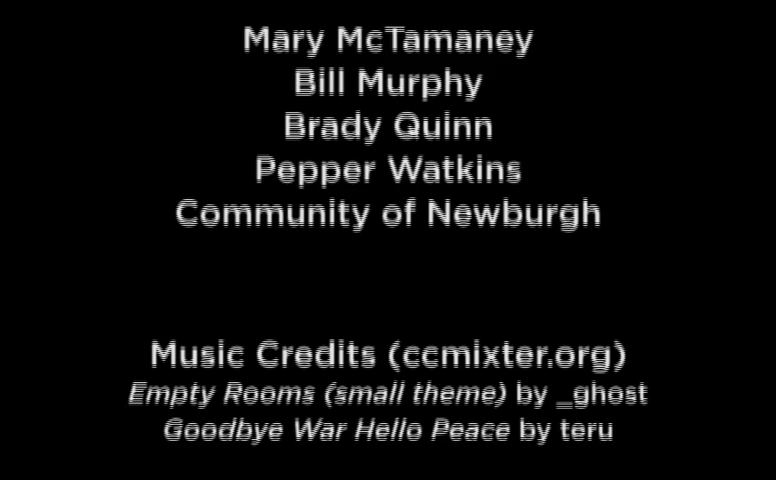 Mary McTamaney
Bill Murphy
Brady Quinn
Pepper Watkins
Community of Newburgh
Music Credits (ccmixter.org)
Empty Rooms (small theme) by _ghost
Goodbye War Hello Peace by teru